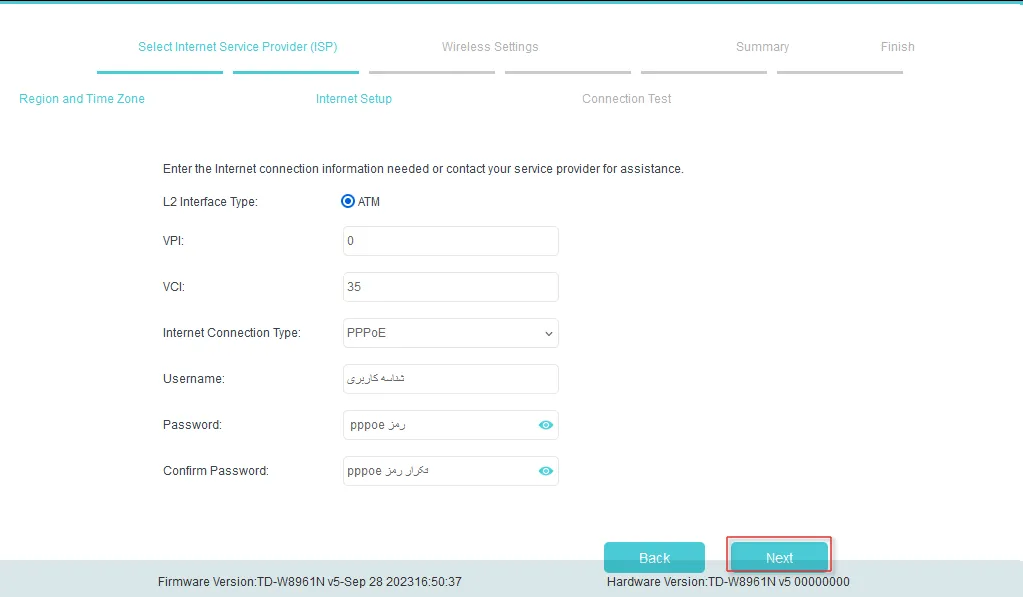 Select Internet Service Provider (ISP) Wireless Settings Summary Finish
Region and Time Zone Internet Setup Connection Test
Enter the Internet connection information needed or contact your service provider for assistance.
L2 Interface Type: ATM
VPI: 0
VCI: 35
Internet Connection Type: PPPoE
Username: شناسه کاربری
Password: رمز pppoe
Confirm Password: تکرار رمز pppoe
Back Next
Firmware Version:TD-W8961N v5-Sep 28 202316:50:37 Hardware Version:TD-W8961N v5 00000000